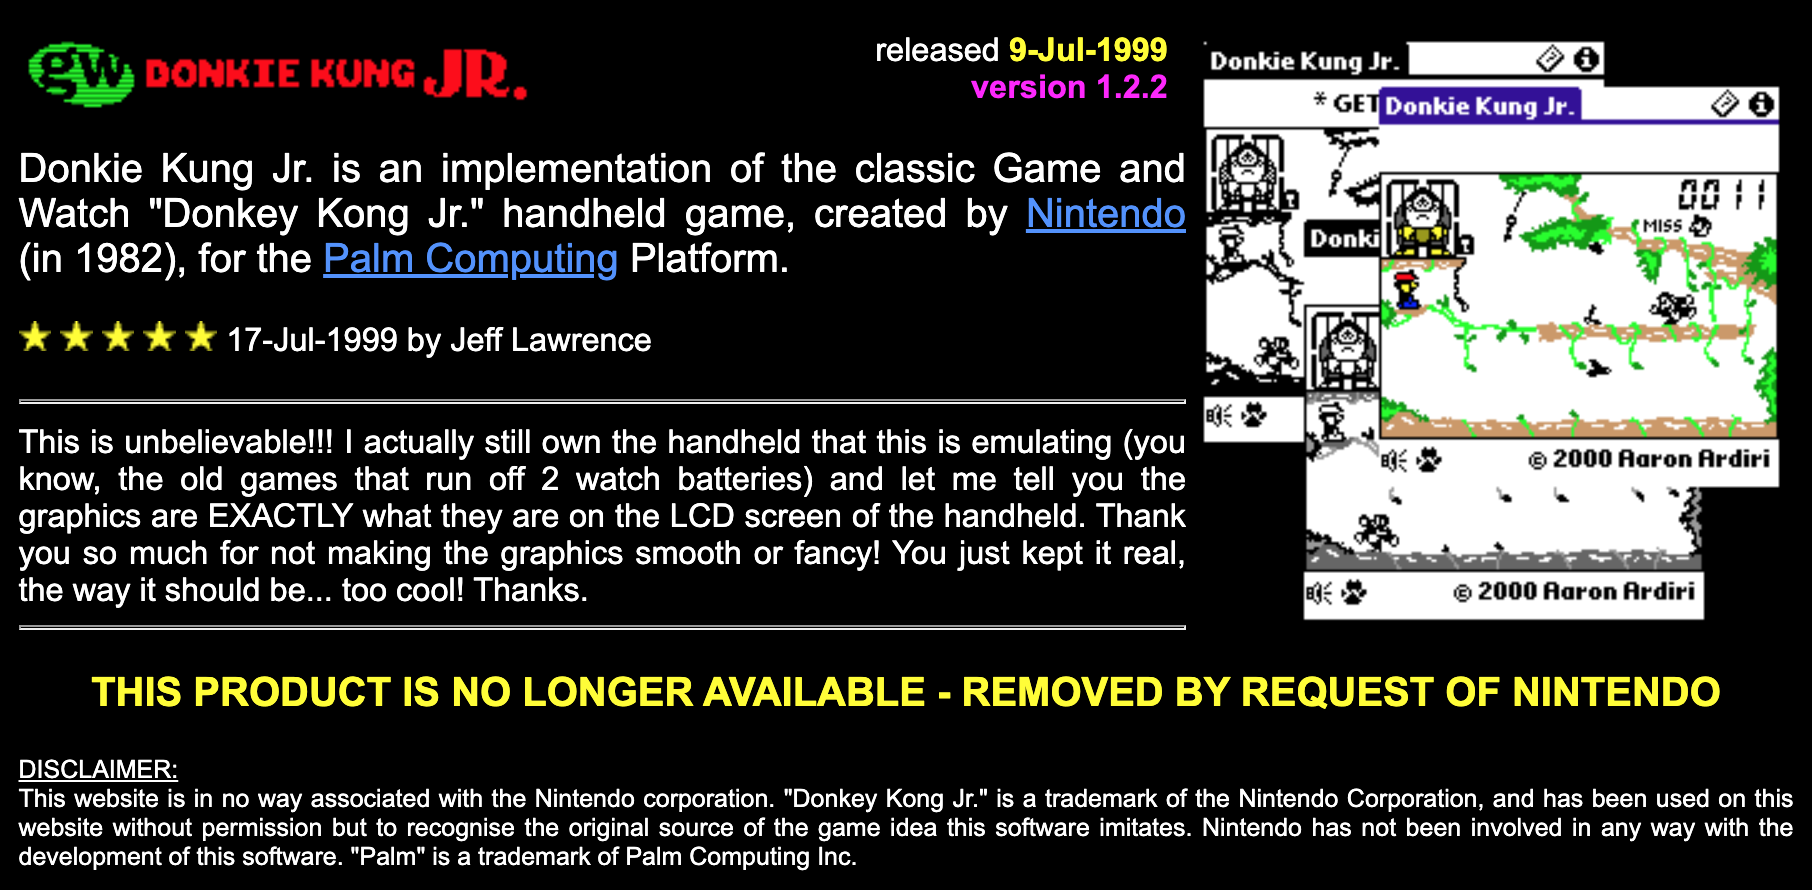 eW DONKIE KUNG JR.
released 9-Jul-1999
version 1.2.2
Donkie Kung Jr. is an implementation of the classic Game and
Watch "Donkey Kong Jr." handheld game, created by Nintendo
(in 1982), for the Palm Computing Platform.
17-Jul-1999 by Jeff Lawrence
This is unbelievable!!! I actually still own the handheld that this is emulating (you
know, the old games that run off 2 watch batteries) and let me tell you the
graphics are EXACTLY what they are on the LCD screen of the handheld. Thank
you so much for not making the graphics smooth or fancy! You just kept it real,
the way it should be... too cool! Thanks.
Donkie Kung Jr.
* GET
Donkie Kung Jr.
0011
MISS
Donki
© 2000 Aaron Ardiri
© 2000 Aaron Ardiri
THIS PRODUCT IS NO LONGER AVAILABLE - REMOVED BY REQUEST OF NINTENDO
DISCLAIMER:
This website is in no way associated with the Nintendo corporation. "Donkey Kong Jr." is a trademark of the Nintendo Corporation, and has been used on this
website without permission but to recognise the original source of the game idea this software imitates. Nintendo has not been involved in any way with the
development of this software. "Palm" is a trademark of Palm Computing Inc.